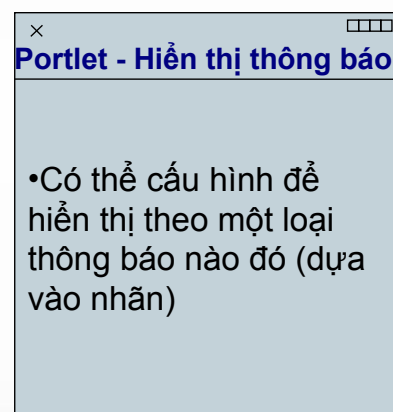 Portlet - Hiển thị thông báo
•Có thể cấu hình để
hiển thị theo một loại
thông báo nào đó (dựa
vào nhãn)